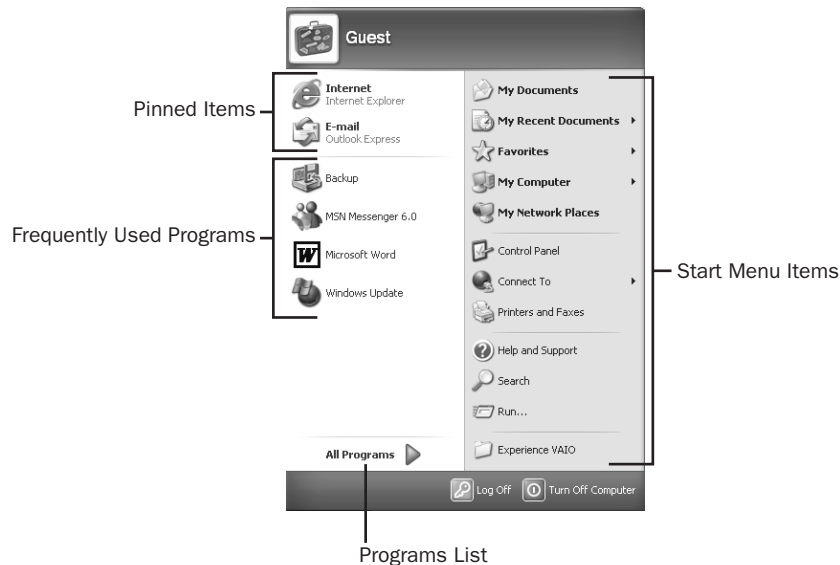 Guest
Pinned Items
Internet
Internet Explorer
E-mail
Outlook Express
Frequently Used Programs
Backup
MSN Messenger 6.0
Microsoft Word
Windows Update
All Programs
My Documents
My Recent Documents
Favorites
My Computer
My Network Places
Control Panel
Connect To
Printers and Faxes
Help and Support
Search
Run...
Experience VAIO
Start Menu Items
Log Off
Turn Off Computer
Programs List